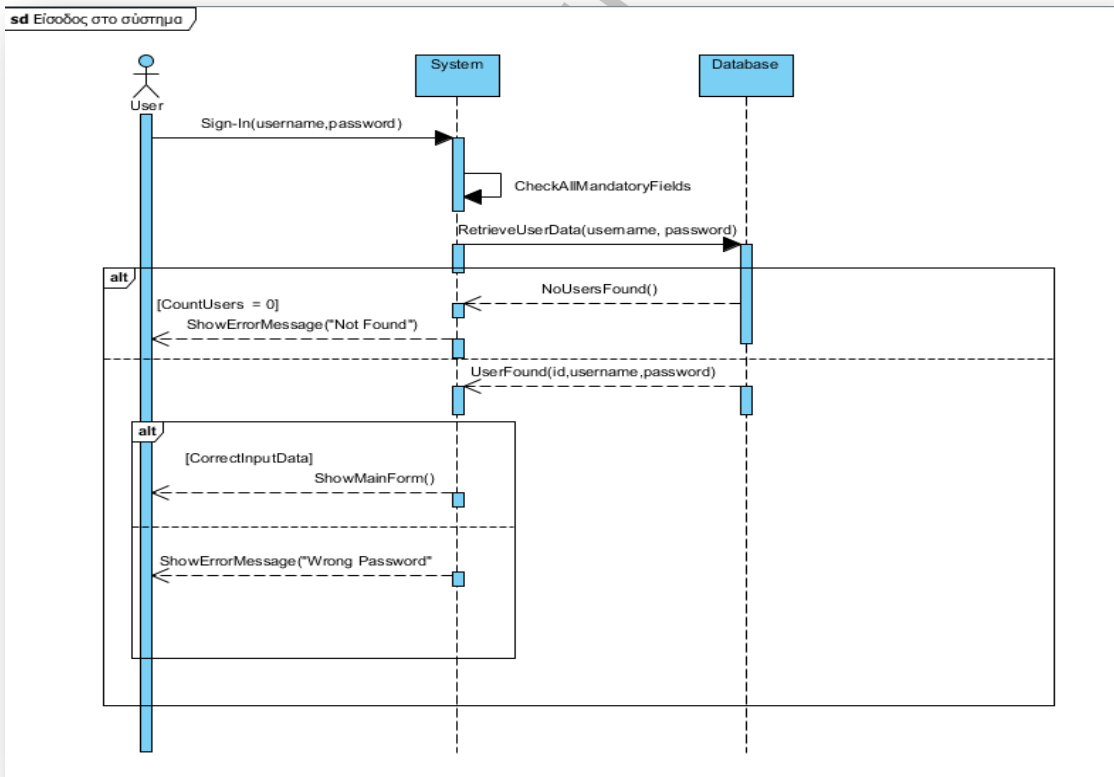 sd Είσοδος στο σύστημα
User
System
Database
Sign-In(username,password)
CheckAllMandatoryFields
RetrieveUserData(username, password)
alt
NoUsersFound()
[CountUsers = 0]
ShowErrorMessage("Not Found")
UserFound(id,username,password)
alt
[CorrectInputData]
ShowMainForm()
ShowErrorMessage("Wrong Password"